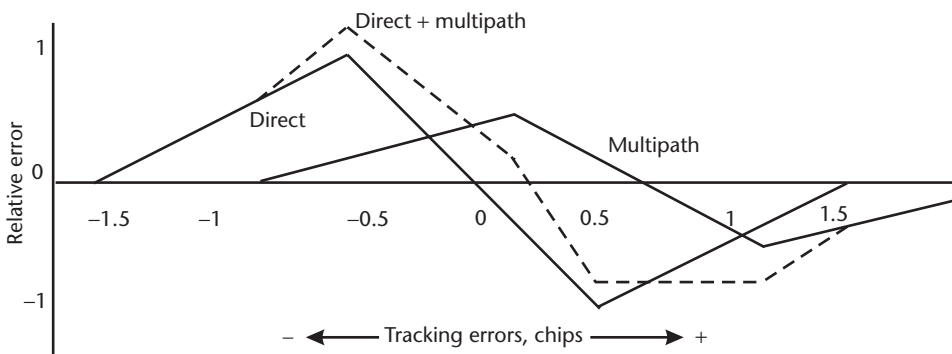 Direct + multipath
1
Direct
Multipath
Relative error
0
−1.5 −1 −0.5 0 0.5 1 1.5
−1
− Tracking errors, chips +